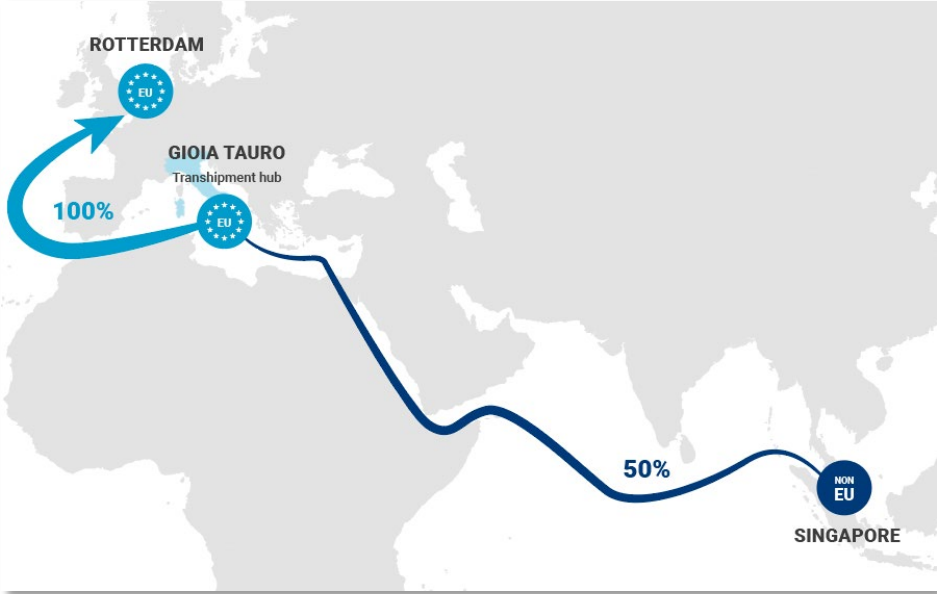 ROTTERDAM
EU
GIOIA TAURO
Transhipment hub
100%
EU
50%
NON
EU
SINGAPORE